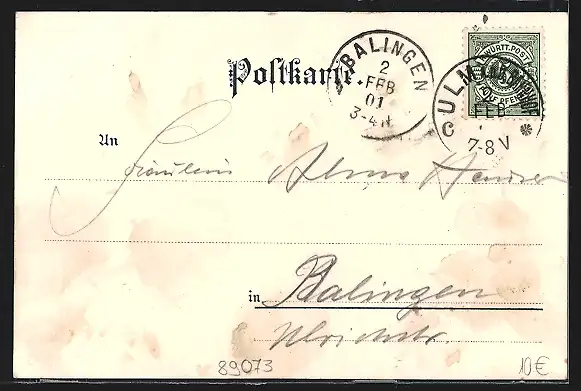 Postkarte.
BALINGEN
2
FEB
01
3-4 N
WÜRTT. POST
FÜNF PFENNIG
ULM
FEB
7-8 V
C
An
Fräulein Alma
in Balingen
89073
10€